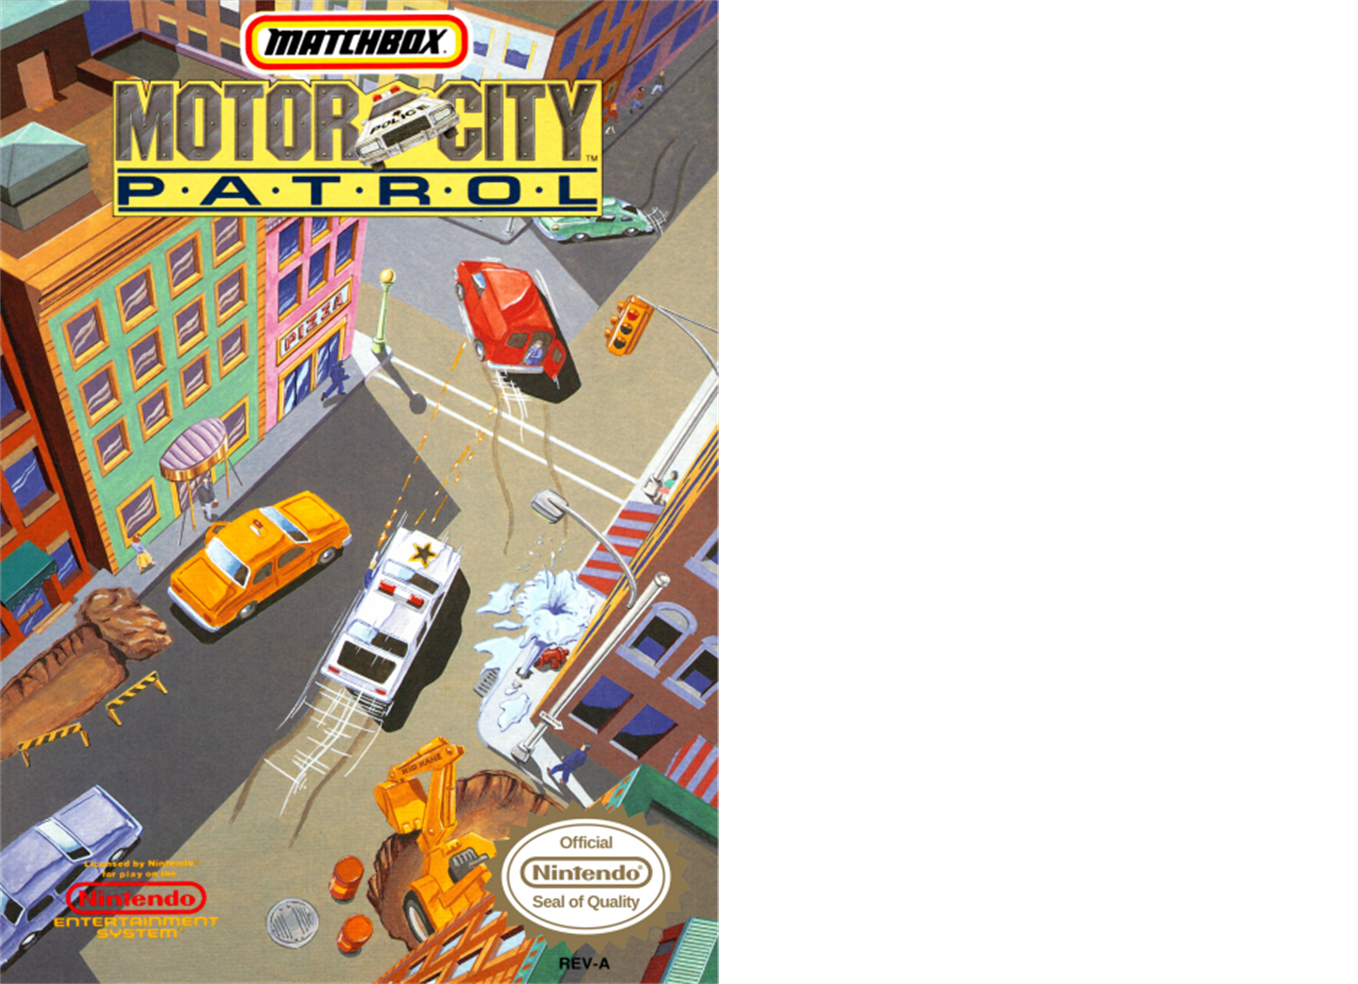 MATCHBOX.
MOTOR CITY
POLICE
P·A·T·R·O·L
TM
PIZZA
Licensed by Nintendo
for play on the
Nintendo
ENTERTAINMENT
SYSTEM
Official
Nintendo®
Seal of Quality
REV-A